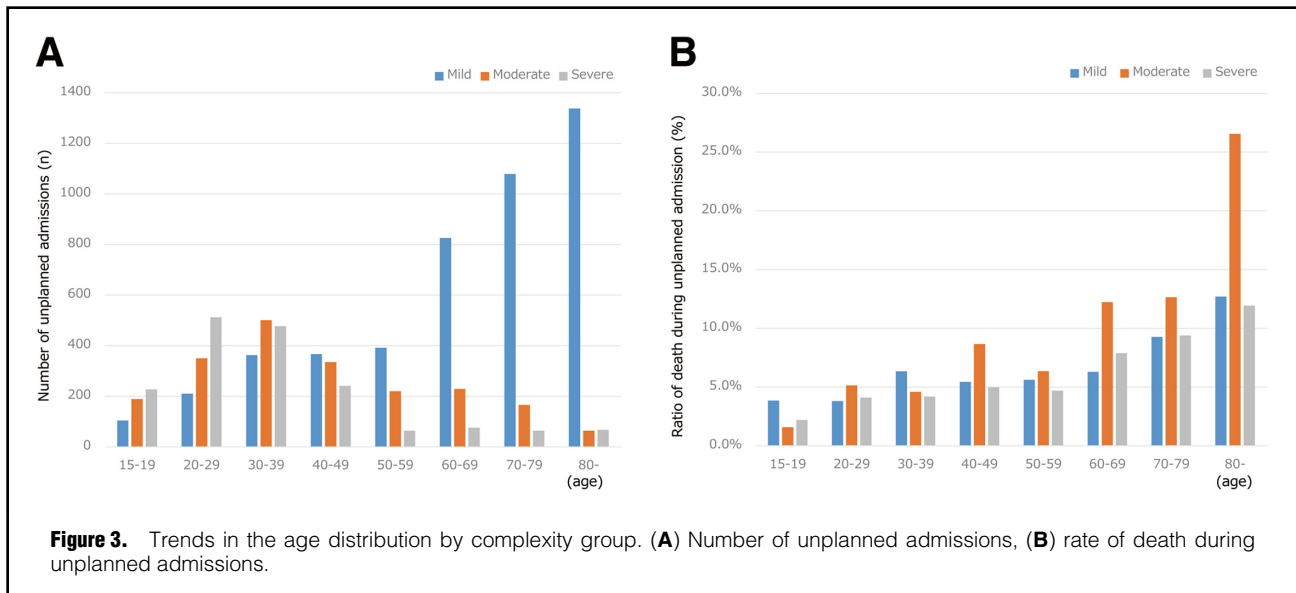 A
Mild Moderate Severe
Number of unplanned admissions (n)
1400
1200
1000
800
600
400
200
0
15-19 20-29 30-39 40-49 50-59 60-69 70-79 80-
(age)
B
Mild Moderate Severe
Ratio of death during unplanned admission (%)
30.0%
25.0%
20.0%
15.0%
10.0%
5.0%
0.0%
15-19 20-29 30-39 40-49 50-59 60-69 70-79 80-
(age)
Figure 3. Trends in the age distribution by complexity group. (A) Number of unplanned admissions, (B) rate of death during
unplanned admissions.